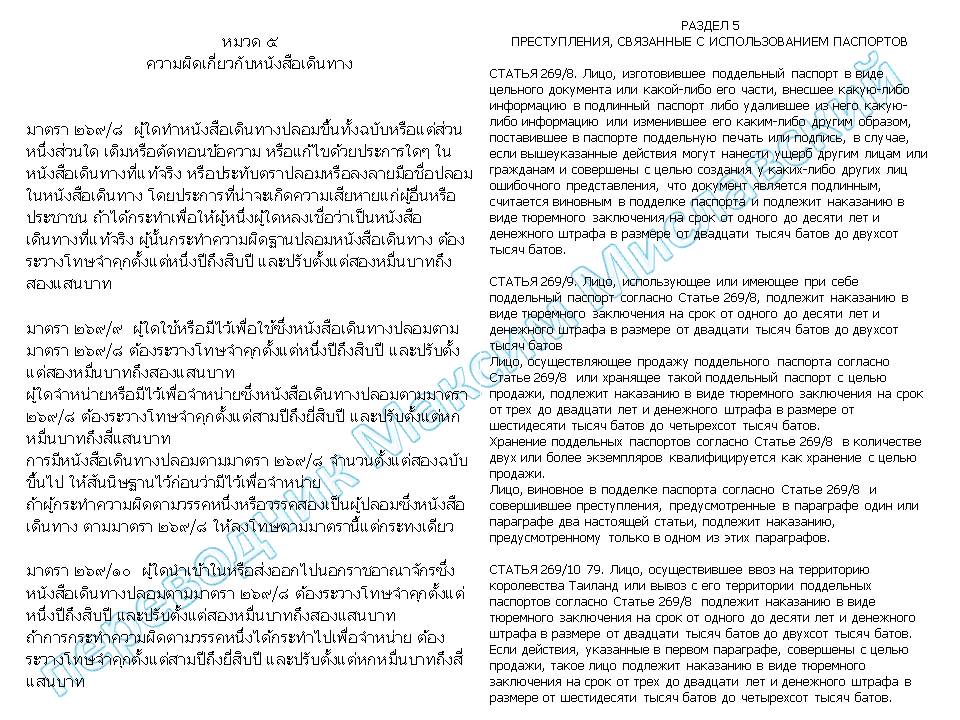 หมวด ๕
ความผิดเกี่ยวกับหนังสือเดินทาง
มาตรา ๒๖๙/๘ ผู้ใดทำหนังสือเดินทางปลอมขึ้นทั้งฉบับหรือแต่ส่วน
หนึ่งส่วนใด เติมหรือตัดทอนข้อความ หรือแก้ไขด้วยประการใดๆ ใน
หนังสือเดินทางที่แท้จริง หรือประทับตราปลอมหรือลงลายมือชื่อปลอม
ในหนังสือเดินทาง โดยประการที่น่าจะเกิดความเสียหายแก่ผู้อื่นหรือ
ประชาชน ถ้าได้กระทำเพื่อให้ผู้หนึ่งผู้ใดหลงเชื่อว่าเป็นหนังสือ
เดินทางที่แท้จริง ผู้นั้นกระทำความผิดฐานปลอมหนังสือเดินทาง ต้อง
ระวางโทษจำคุกตั้งแต่หนึ่งปีถึงสิบปี และปรับตั้งแต่สองหมื่นบาทถึง
สองแสนบาท
มาตรา ๒๖๙/๙ ผู้ใดใช้หรือมีไว้เพื่อใช้ซึ่งหนังสือเดินทางปลอมตาม
มาตรา ๒๖๙/๘ ต้องระวางโทษจำคุกตั้งแต่หนึ่งปีถึงสิบปี และปรับตั้ง
แต่สองหมื่นบาทถึงสองแสนบาท
ผู้ใดจำหน่ายหรือมีไว้เพื่อจำหน่ายซึ่งหนังสือเดินทางปลอมตามมาตรา
๒๖๙/๘ ต้องระวางโทษจำคุกตั้งแต่สามปีถึงยี่สิบปี และปรับตั้งแต่หก
หมื่นบาทถึงสี่แสนบาท
การมีหนังสือเดินทางปลอมตามมาตรา ๒๖๙/๘ จำนวนตั้งแต่สองฉบับ
ขึ้นไป ให้สันนิษฐานไว้ก่อนว่ามีไว้เพื่อจำหน่าย
ถ้าผู้กระทำความผิดตามวรรคหนึ่งหรือวรรคสองเป็นผู้ปลอมซึ่งหนังสือ
เดินทาง ตามมาตรา ๒๖๙/๘ ให้ลงโทษตามมาตรานี้แต่กระทงเดียว
มาตรา ๒๖๙/๑๐ ผู้ใดนำเข้าในหรือส่งออกไปนอกราชอาณาจักรซึ่ง
หนังสือเดินทางปลอมตามมาตรา ๒๖๙/๘ ต้องระวางโทษจำคุกตั้งแต่
หนึ่งปีถึงสิบปี และปรับตั้งแต่สองหมื่นบาทถึงสองแสนบาท
ถ้าการกระทำความผิดตามวรรคหนึ่งได้กระทำไปเพื่อจำหน่าย ต้อง
ระวางโทษจำคุกตั้งแต่สามปีถึงยี่สิบปี และปรับตั้งแต่หกหมื่นบาทถึงสี่
แสนบาท
РАЗДЕЛ 5
ПРЕСТУПЛЕНИЯ, СВЯЗАННЫЕ С ИСПОЛЬЗОВАНИЕМ ПАСПОРТОВ
СТАТЬЯ 269/8. Лицо, изготовившее поддельный паспорт в виде
цельного документа или какой-либо его части, внесшее какую-либо
информацию в подлинный паспорт либо удалившее из него какую-
либо информацию или изменившее его каким-либо другим образом,
поставившее в паспорте поддельную печать или подпись, в случае,
если вышеуказанные действия могут нанести ущерб другим лицам или
гражданам и совершены с целью создания у каких-либо других лиц
ошибочного представления, что документ является подлинным,
считается виновным в подделке паспорта и подлежит наказанию в
виде тюремного заключения на срок от одного до десяти лет и
денежного штрафа в размере от двадцати тысяч батов до двухсот
тысяч батов.
СТАТЬЯ 269/9. Лицо, использующее или имеющее при себе
поддельный паспорт согласно Статье 269/8, подлежит наказанию в
виде тюремного заключения на срок от одного до десяти лет и
денежного штрафа в размере от двадцати тысяч батов до двухсот
тысяч батов
Лицо, осуществляющее продажу поддельного паспорта согласно
Статье 269/8 или хранящее такой поддельный паспорт с целью
продажи, подлежит наказанию в виде тюремного заключения на срок
от трех до двадцати лет и денежного штрафа в размере от
шестидесяти тысяч батов до четырехсот тысяч батов.
Хранение поддельных паспортов согласно Статье 269/8 в количестве
двух или более экземпляров квалифицируется как хранение с целью
продажи.
Лицо, виновное в подделке паспорта согласно Статье 269/8 и
совершившее преступления, предусмотренные в параграфе один или
параграфе два настоящей статьи, подлежит наказанию,
предусмотренному только в одном из этих параграфов.
СТАТЬЯ 269/10 79. Лицо, осуществившее ввоз на территорию
королевства Таиланд или вывоз с его территории поддельных
паспортов согласно Статье 269/8 подлежит наказанию в виде
тюремного заключения на срок от одного до десяти лет и денежного
штрафа в размере от двадцати тысяч батов до двухсот тысяч батов.
Если действия, указанные в первом параграфе, совершены с целью
продажи, такое лицо подлежит наказанию в виде тюремного
заключения на срок от трех до двадцати лет и денежного штрафа в
размере от шестидесяти тысяч батов до четырехсот тысяч батов.
переводчик Максим Миславский